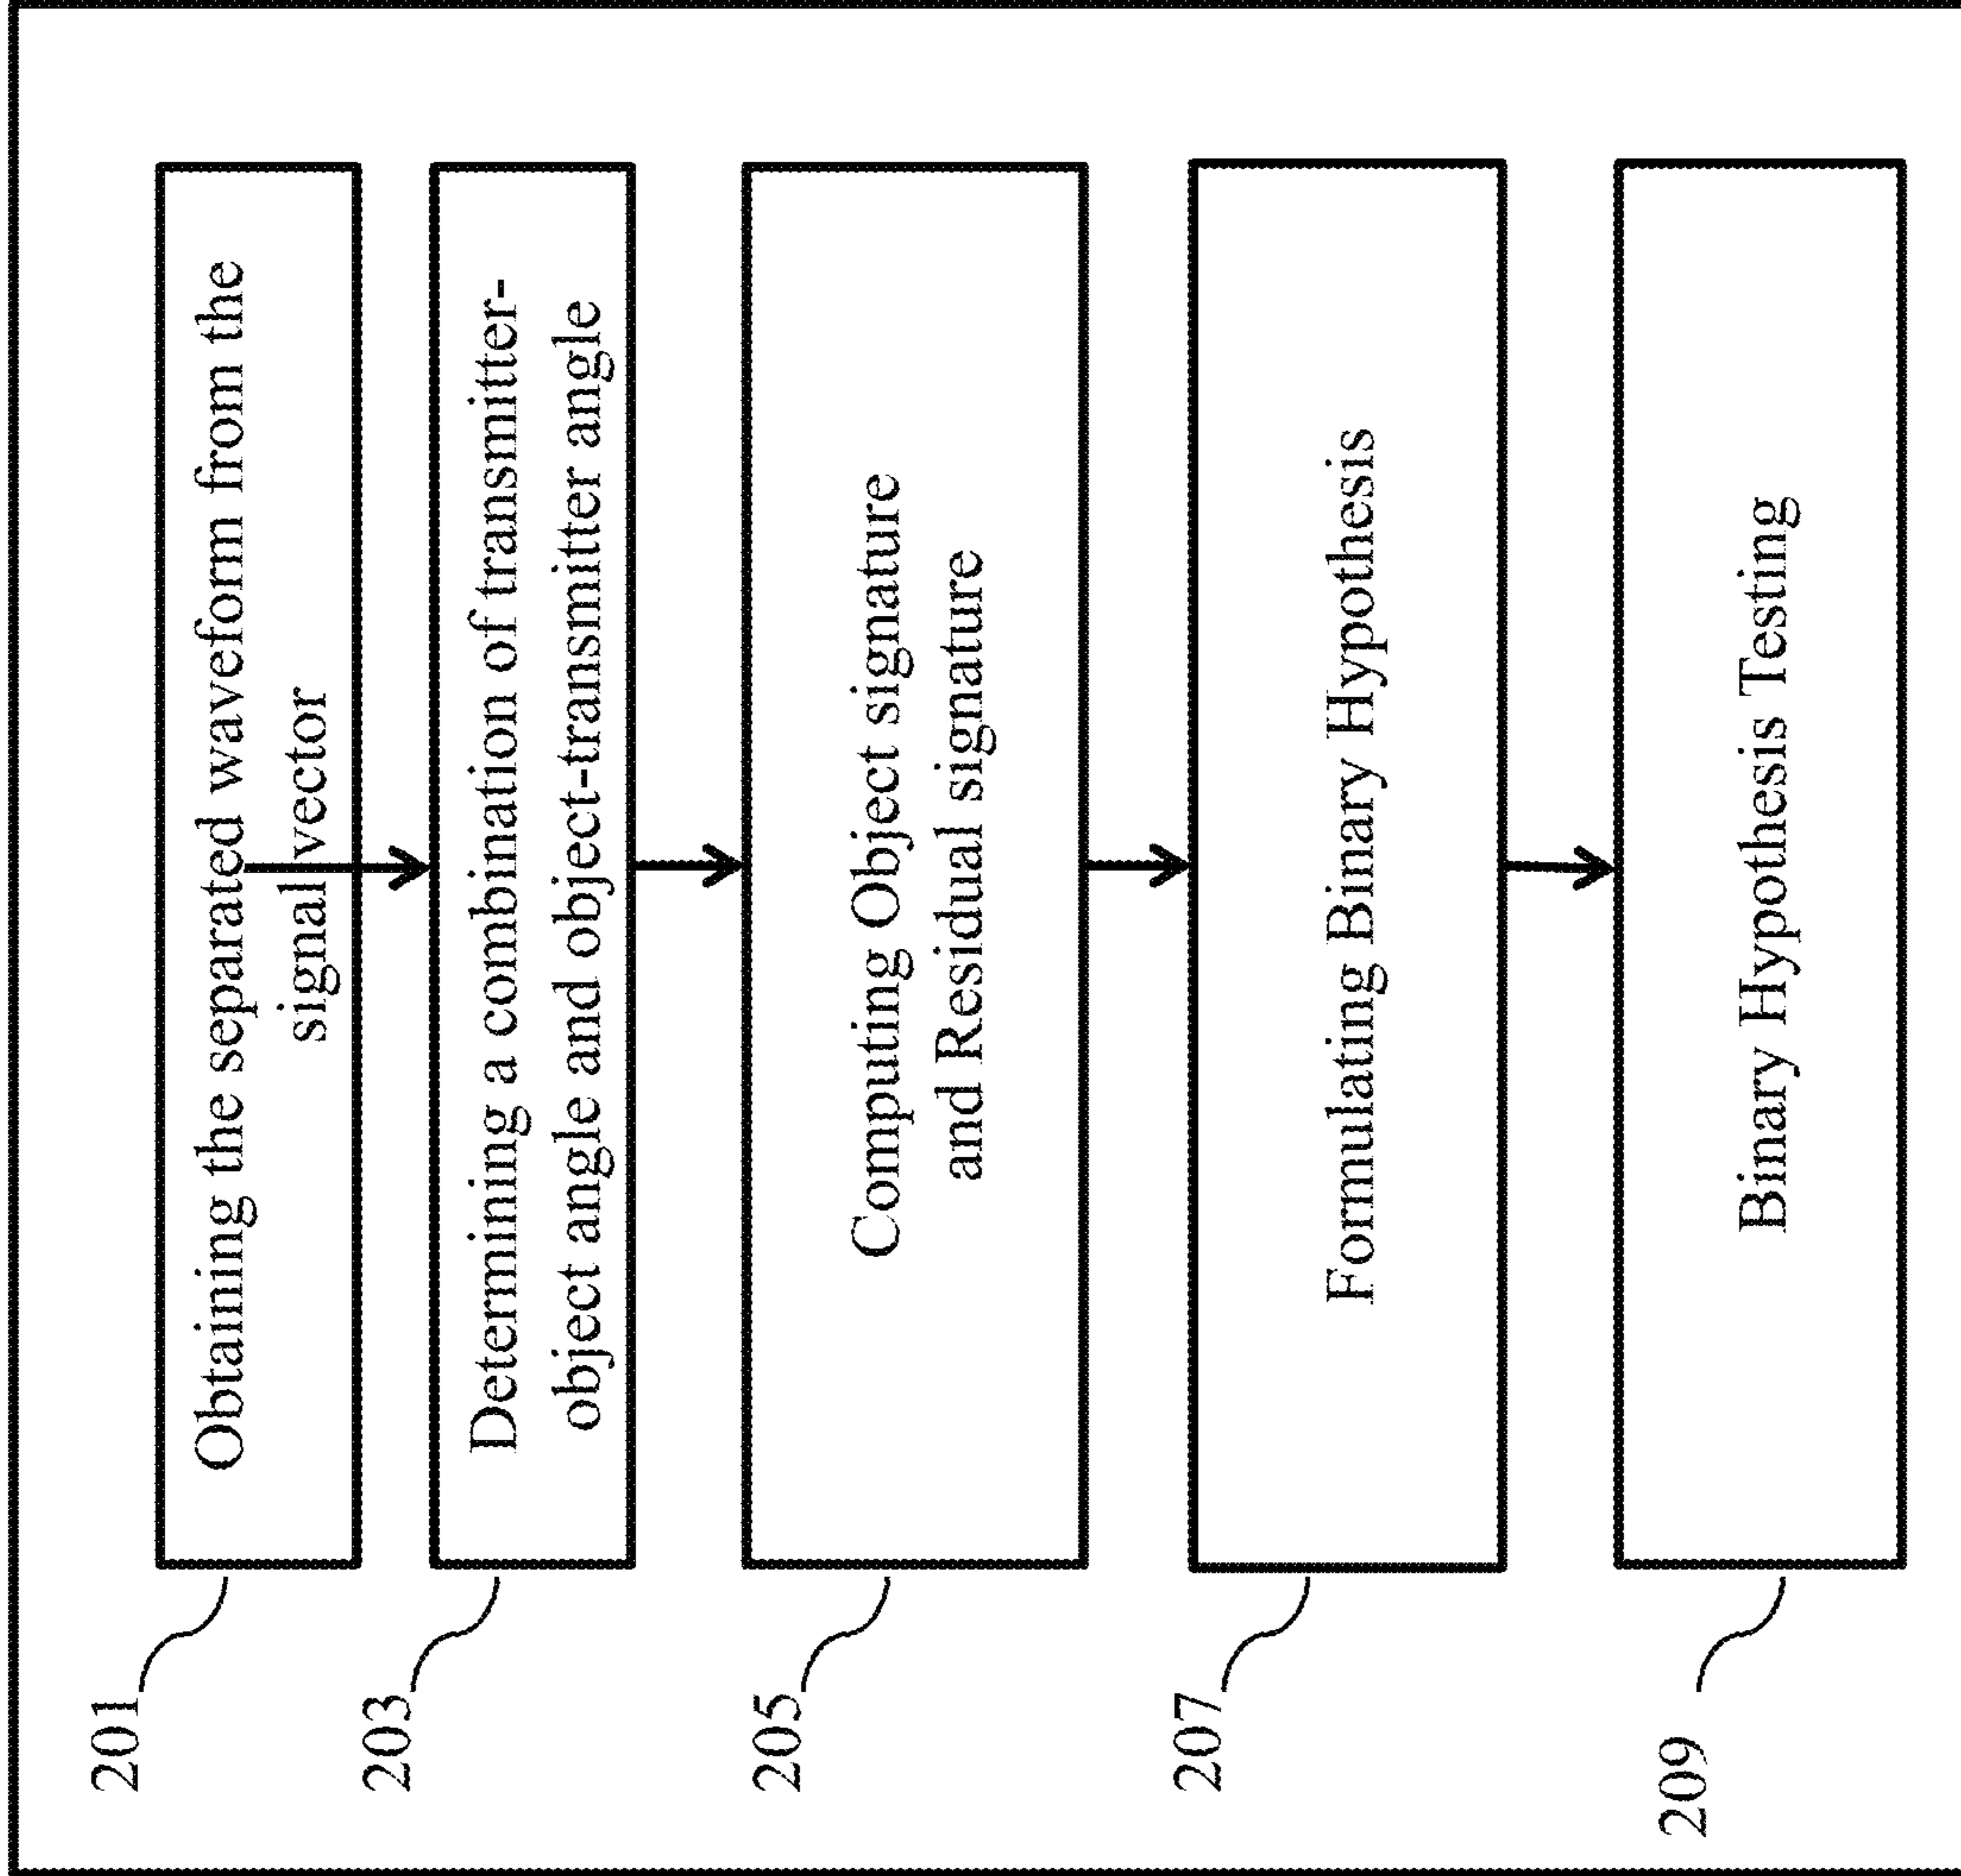 201
Obtaining the separated waveform from the
signal vector
203
Determining a combination of transmitter-
object angle and object-transmitter angle
205
Computing Object signature
and Residual signature
207
Formulating Binary Hypothesis
209
Binary Hypothesis Testing